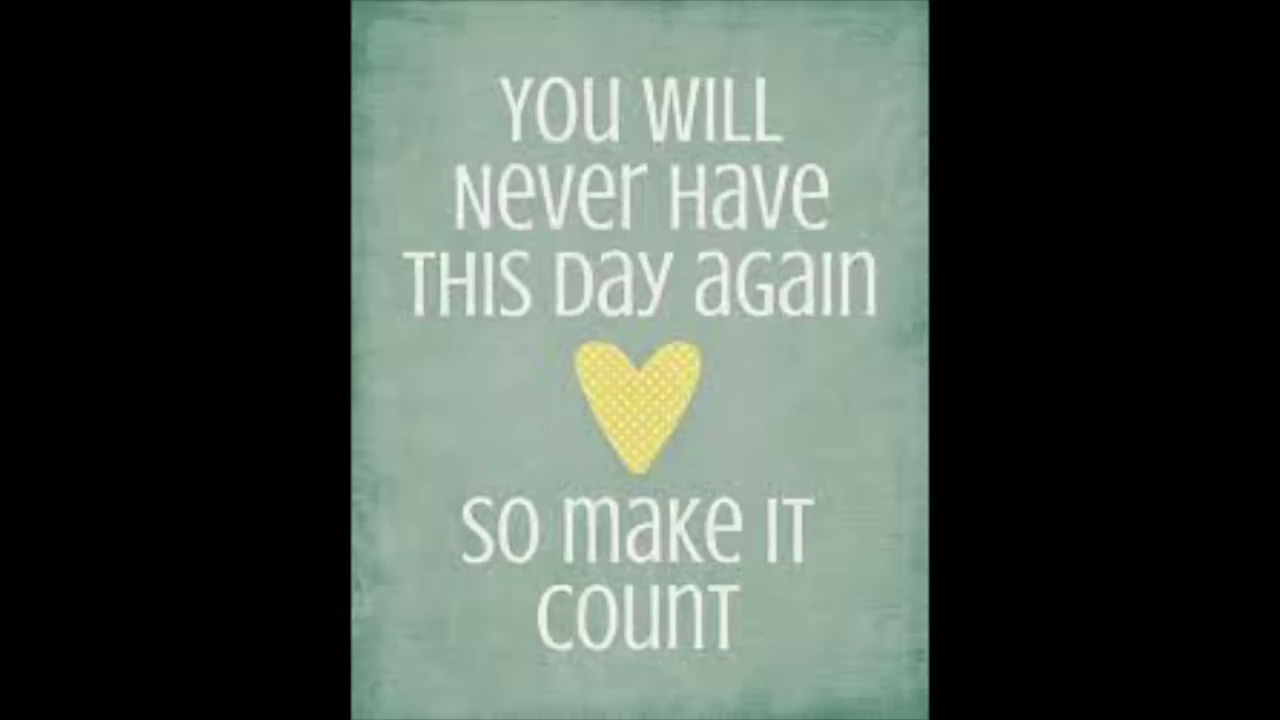 YOU WILL
Never Have
THIS Day again
so make IT
count